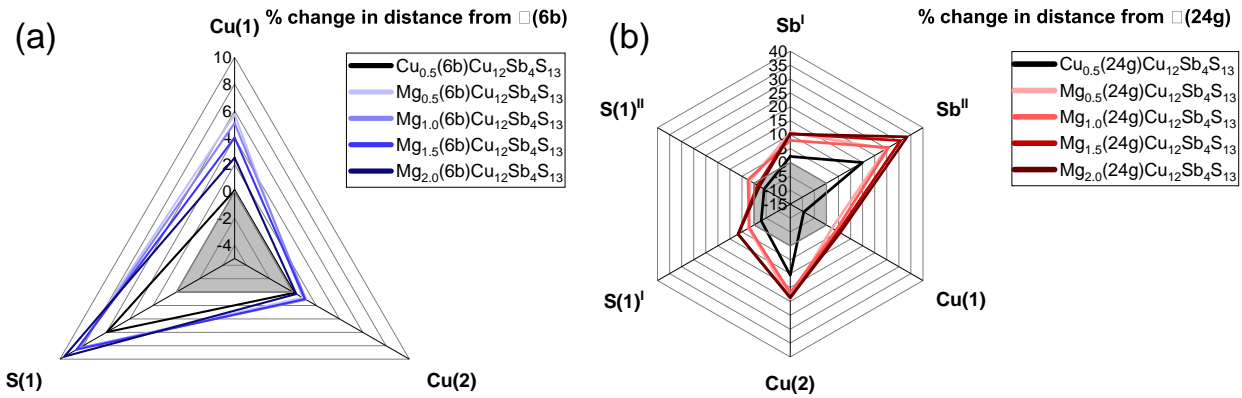 (a)
% change in distance from □(6b)
Cu(1)
10
8
6
4
2
0
-2
-4
S(1)
Cu(2)
Cu0.5(6b)Cu12Sb4S13
Mg0.5(6b)Cu12Sb4S13
Mg1.0(6b)Cu12Sb4S13
Mg1.5(6b)Cu12Sb4S13
Mg2.0(6b)Cu12Sb4S13
(b)
% change in distance from □(24g)
SbI
40
35
30
25
20
15
10
5
0
-5
-10
-15
S(1)II
SbII
S(1)I
Cu(1)
Cu(2)
Cu0.5(24g)Cu12Sb4S13
Mg0.5(24g)Cu12Sb4S13
Mg1.0(24g)Cu12Sb4S13
Mg1.5(24g)Cu12Sb4S13
Mg2.0(24g)Cu12Sb4S13